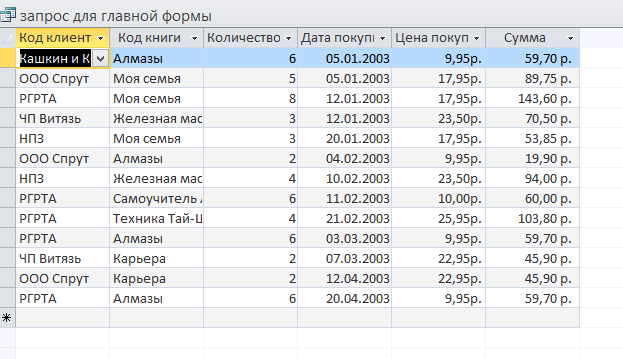 запрос для главной формы
Код клиент Код книги Количество Дата покупи Цена покуп Сумма
Кашкин и К Алмазы 6 05.01.2003 9,95р. 59,70 р.
ООО Спрут Моя семья 5 05.01.2003 17,95р. 89,75 р.
РГРТА Моя семья 8 12.01.2003 17,95р. 143,60 р.
ЧП Витязь Железная мас 3 12.01.2003 23,50р. 70,50 р.
НПЗ Моя семья 3 20.01.2003 17,95р. 53,85 р.
ООО Спрут Алмазы 2 04.02.2003 9,95р. 19,90 р.
НПЗ Железная мас 4 10.02.2003 23,50р. 94,00 р.
РГРТА Самоучитель 6 11.02.2003 10,00р. 60,00 р.
РГРТА Техника Тай-Ц 4 21.02.2003 25,95р. 103,80 р.
РГРТА Алмазы 6 03.03.2003 9,95р. 59,70 р.
ЧП Витязь Карьера 2 07.03.2003 22,95р. 45,90 р.
ООО Спрут Карьера 2 12.04.2003 22,95р. 45,90 р.
РГРТА Алмазы 6 20.04.2003 9,95р. 59,70 р.